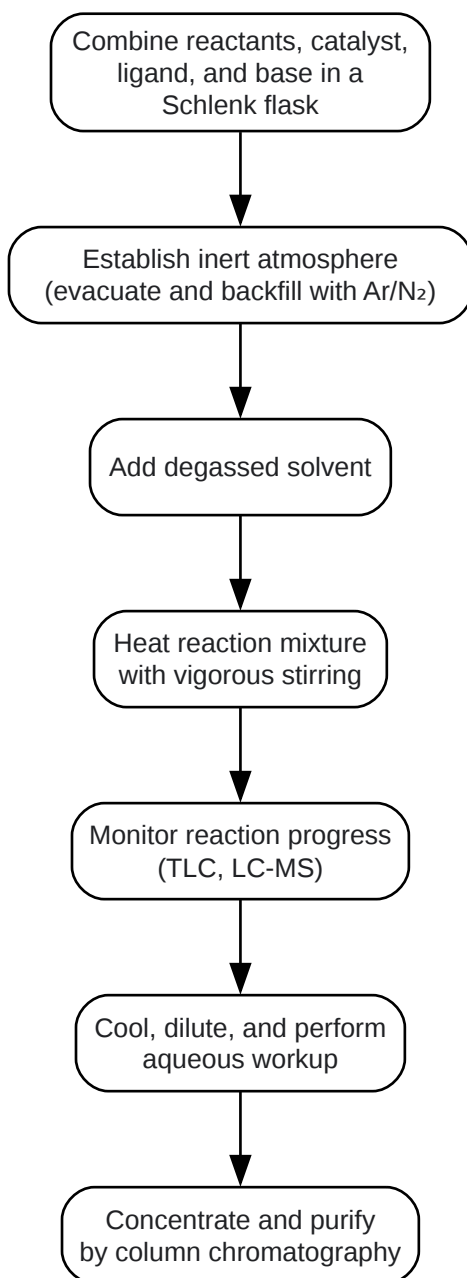 Combine reactants, catalyst,
ligand, and base in a
Schlenk flask
Establish inert atmosphere
(evacuate and backfill with Ar/N₂)
Add degassed solvent
Heat reaction mixture
with vigorous stirring
Monitor reaction progress
(TLC, LC-MS)
Cool, dilute, and perform
aqueous workup
Concentrate and purify
by column chromatography